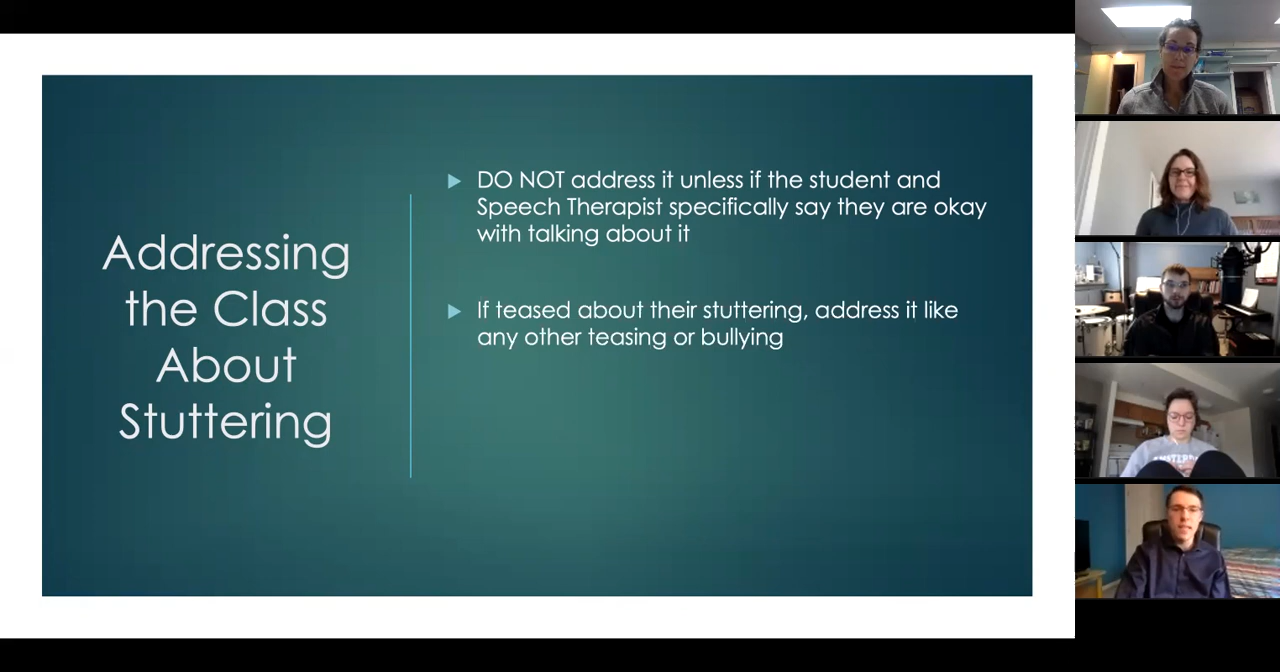 Addressing
the Class
About
Stuttering
DO NOT address it unless if the student and
Speech Therapist specifically say they are okay
with talking about it
If teased about their stuttering, address it like
any other teasing or bullying